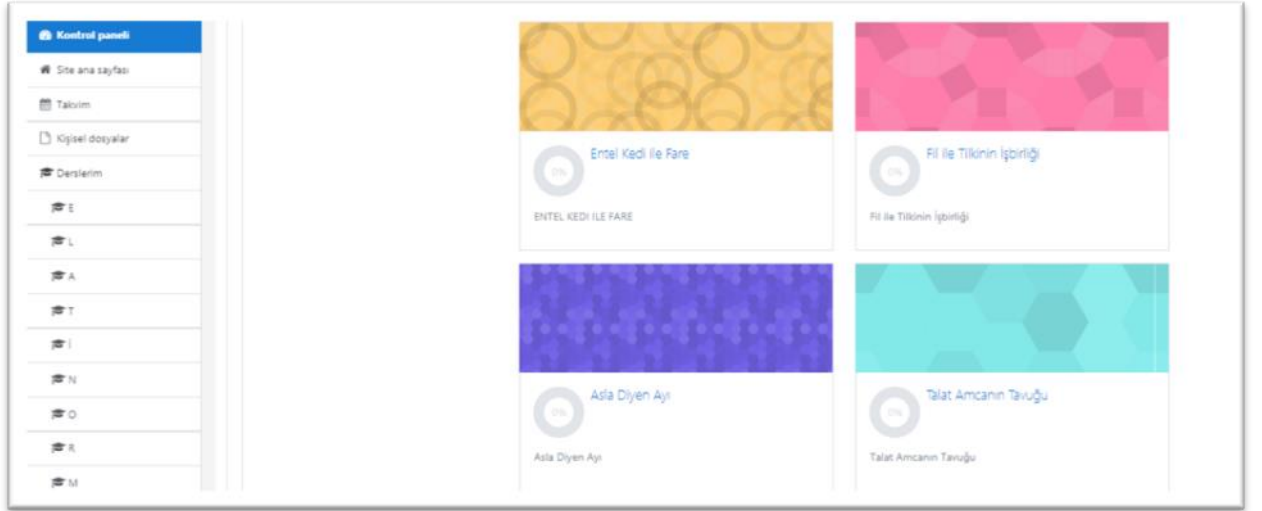 Kontrol paneli
Site ana sayfası
Takvim
Kişisel dosyalar
Derslerim
E
L
A
T
İ
N
O
R
M
0%
Entel Kedi ile Fare
ENTEL KEDI ILE FARE
0%
Fil ile Tilkinin İşbirliği
Fil ile Tilkinin İşbirliği
0%
Asla Diyen Ayı
Asla Diyen Ayı
0%
Talat Amcanın Tavuğu
Talat Amcanın Tavuğu